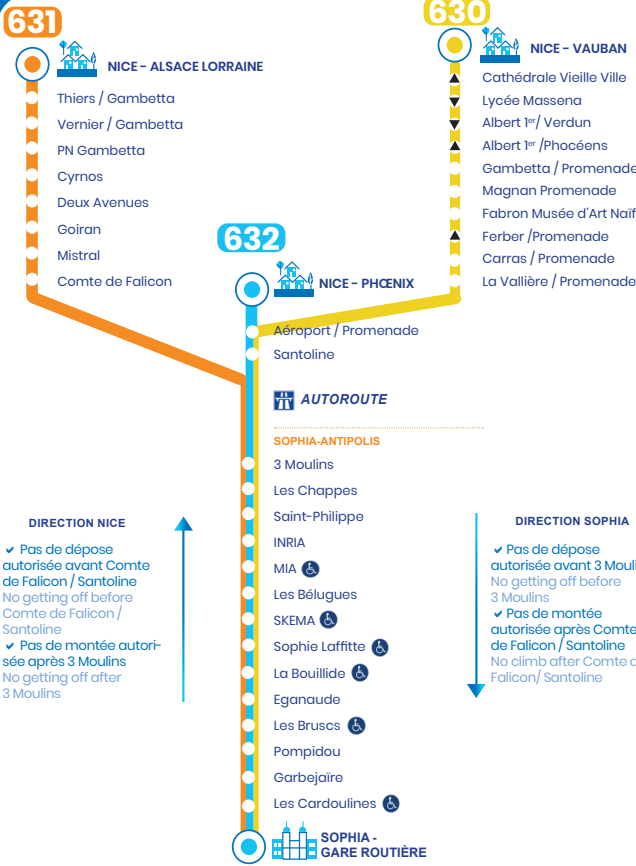 631
NICE - ALSACE LORRAINE
Thiers / Gambetta
Vernier / Gambetta
PN Gambetta
Cyrnos
Deux Avenues
Goiran
Mistral
Comte de Falicon
630
NICE - VAUBAN
Cathédrale Vieille Ville
Lycée Massena
Albert 1er/ Verdun
Albert 1er /Phocéens
Gambetta / Promenade
Magnan Promenade
Fabron Musée d'Art Naïf
Ferber /Promenade
Carras / Promenade
La Vallière / Promenade
632
NICE - PHŒNIX
Aéroport / Promenade
Santoline
AUTOROUTE
SOPHIA-ANTIPOLIS
3 Moulins
Les Chappes
Saint-Philippe
INRIA
MIA
Les Bélugues
SKEMA
Sophie Laffitte
La Bouillide
Eganaude
Les Bruscs
Pompidou
Garbejaïre
Les Cardoulines
SOPHIA -
GARE ROUTIÈRE
DIRECTION NICE
Pas de dépose
autorisée avant Comte
de Falicon / Santoline
No getting off before
Comte de Falicon /
Santoline
Pas de montée autori-
sée après 3 Moulins
No getting off after
3 Moulins
DIRECTION SOPHIA
Pas de dépose
autorisée avant 3 Mouli
No getting off before
3 Moulins
Pas de montée
autorisée après Comte
de Falicon / Santoline
No climb after Comte d
Falicon/ Santoline